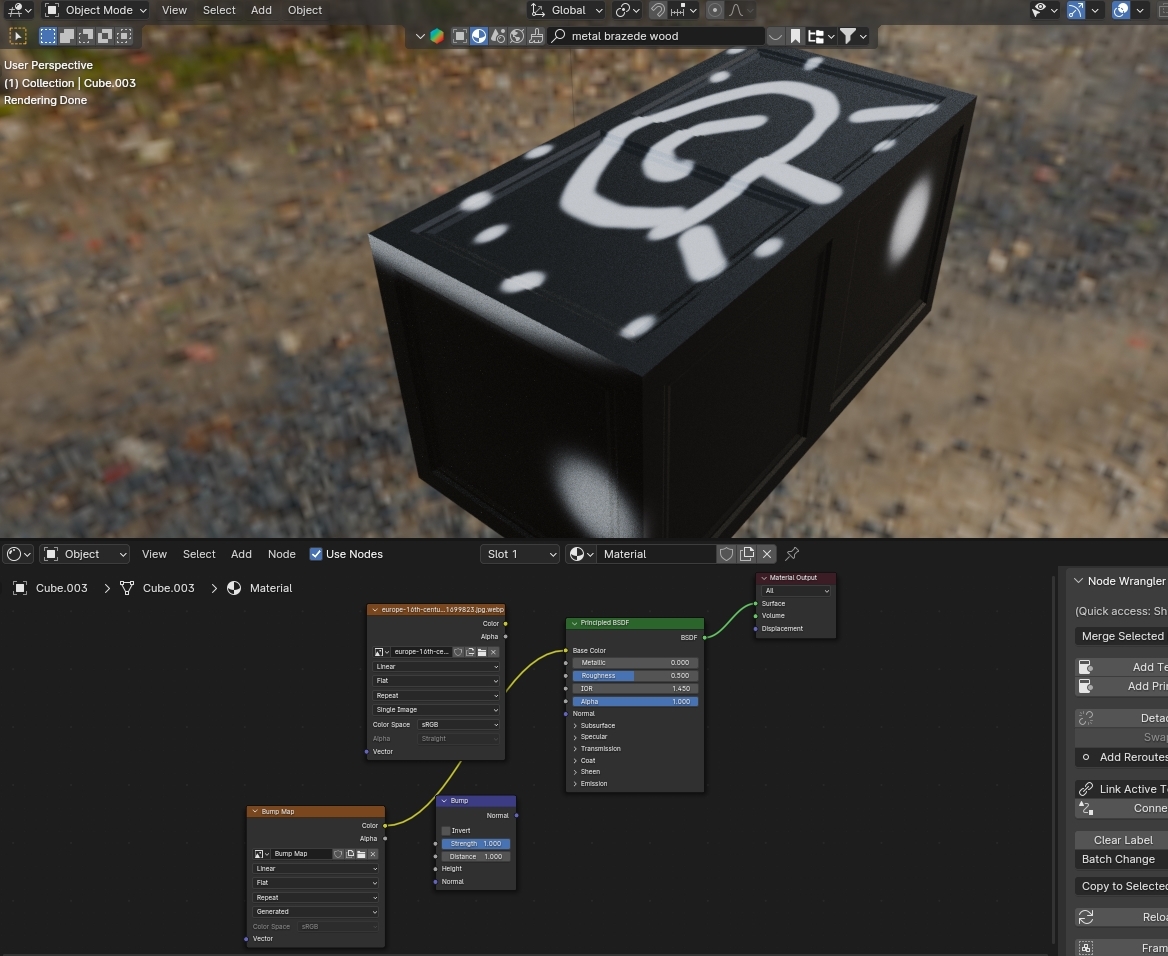 Object Mode View Select Add Object Global
metal brazede wood
User Perspective
(1) Collection | Cube.003
Rendering Done
Object View Select Add Node Use Nodes Slot 1 Material
Cube.003 > Cube.003 > Material
Material Output
All
Surface
Volume
Displacement
europe-16th-centu...1699823.jpg.webp
Color
Alpha
europe-16th-ce...
Linear
Flat
Repeat
Single Image
Color Space sRGB
Alpha Straight
Vector
Principled BSDF
BSDF
Base Color
Metallic 0.000
Roughness 0.500
IOR 1.450
Alpha 1.000
Normal
Subsurface
Specular
Transmission
Coat
Sheen
Emission
Bump Map
Color
Alpha
Bump Map
Linear
Flat
Repeat
Generated
Color Space sRGB
Vector
Bump
Normal
Invert
Strength 1.000
Distance 1.000
Height
Normal
Node Wrangler
(Quick access: Sh
Merge Selected
Add Te
Add Prin
Detac
Swap
Add Reroutes
Link Active T
Conne
Clear Label
Batch Change
Copy to Selected
Reloa
Fram